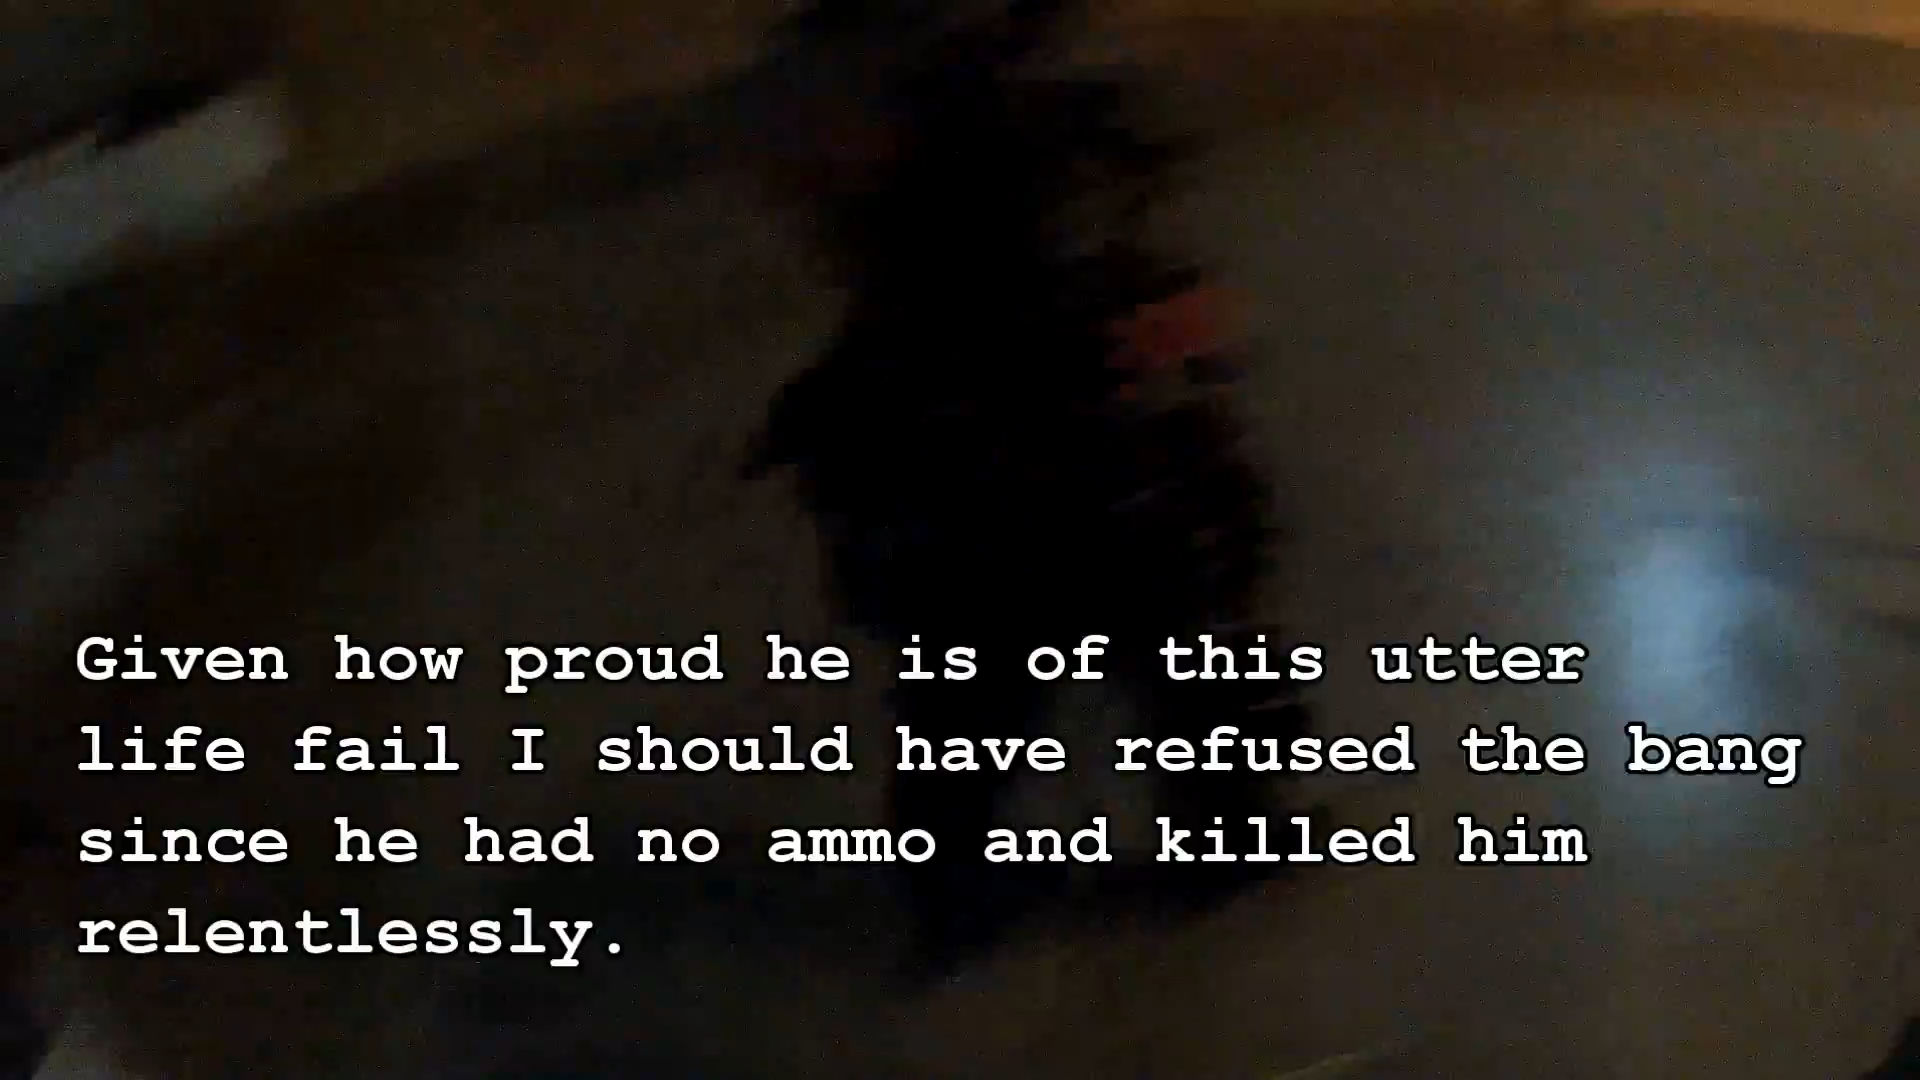 Given how proud he is of this utter
life fail I should have refused the bang
since he had no ammo and killed him
relentlessly.